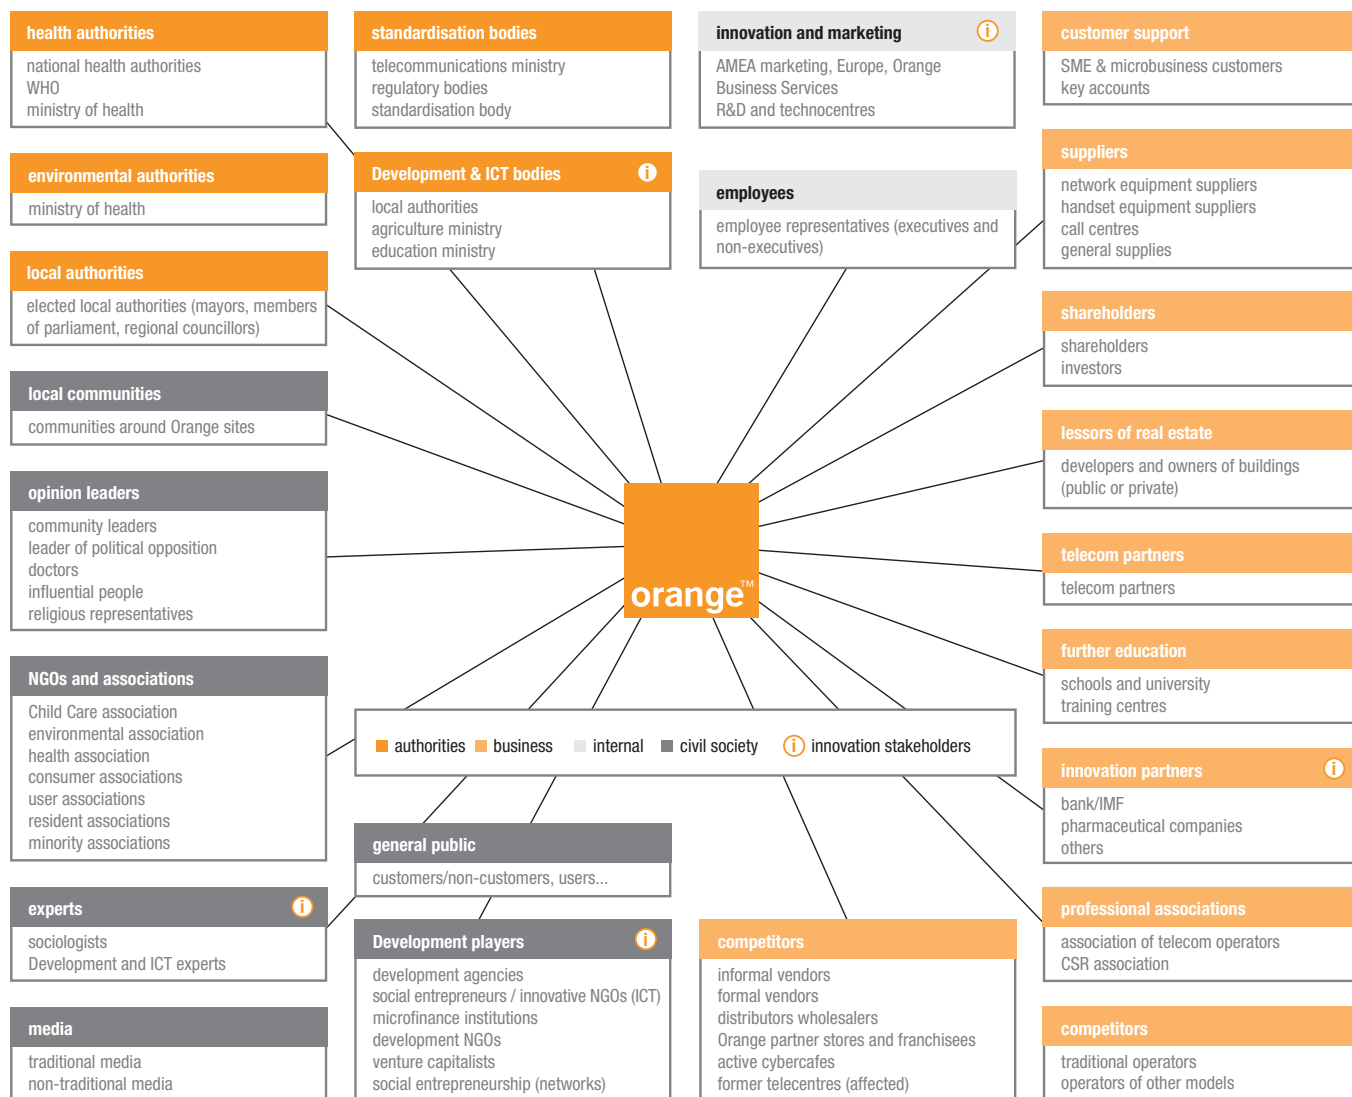 health authorities
national health authorities
WHO
ministry of health
environmental authorities
ministry of health
local authorities
elected local authorities (mayors, members
of parliament, regional councillors)
local communities
communities around Orange sites
opinion leaders
community leaders
leader of political opposition
doctors
influential people
religious representatives
NGOs and associations
Child Care association
environmental association
health association
consumer associations
user associations
resident associations
minority associations
experts
i
sociologists
Development and ICT experts
media
traditional media
non-traditional media
standardisation bodies
telecommunications ministry
regulatory bodies
standardisation body
Development & ICT bodies
i
local authorities
agriculture ministry
education ministry
innovation and marketing
i
AMEA marketing, Europe, Orange
Business Services
R&D and technocentres
employees
employee representatives (executives and
non-executives)
orange™
authorities business internal civil society i innovation stakeholders
general public
customers/non-customers, users...
Development players
i
development agencies
social entrepreneurs / innovative NGOs (ICT)
microfinance institutions
development NGOs
venture capitalists
social entrepreneurship (networks)
competitors
informal vendors
formal vendors
distributors wholesalers
Orange partner stores and franchisees
active cybercafes
former telecentres (affected)
customer support
SME & microbusiness customers
key accounts
suppliers
network equipment suppliers
handset equipment suppliers
call centres
general supplies
shareholders
shareholders
investors
lessors of real estate
developers and owners of buildings
(public or private)
telecom partners
telecom partners
further education
schools and university
training centres
innovation partners
i
bank/IMF
pharmaceutical companies
others
professional associations
association of telecom operators
CSR association
competitors
traditional operators
operators of other models